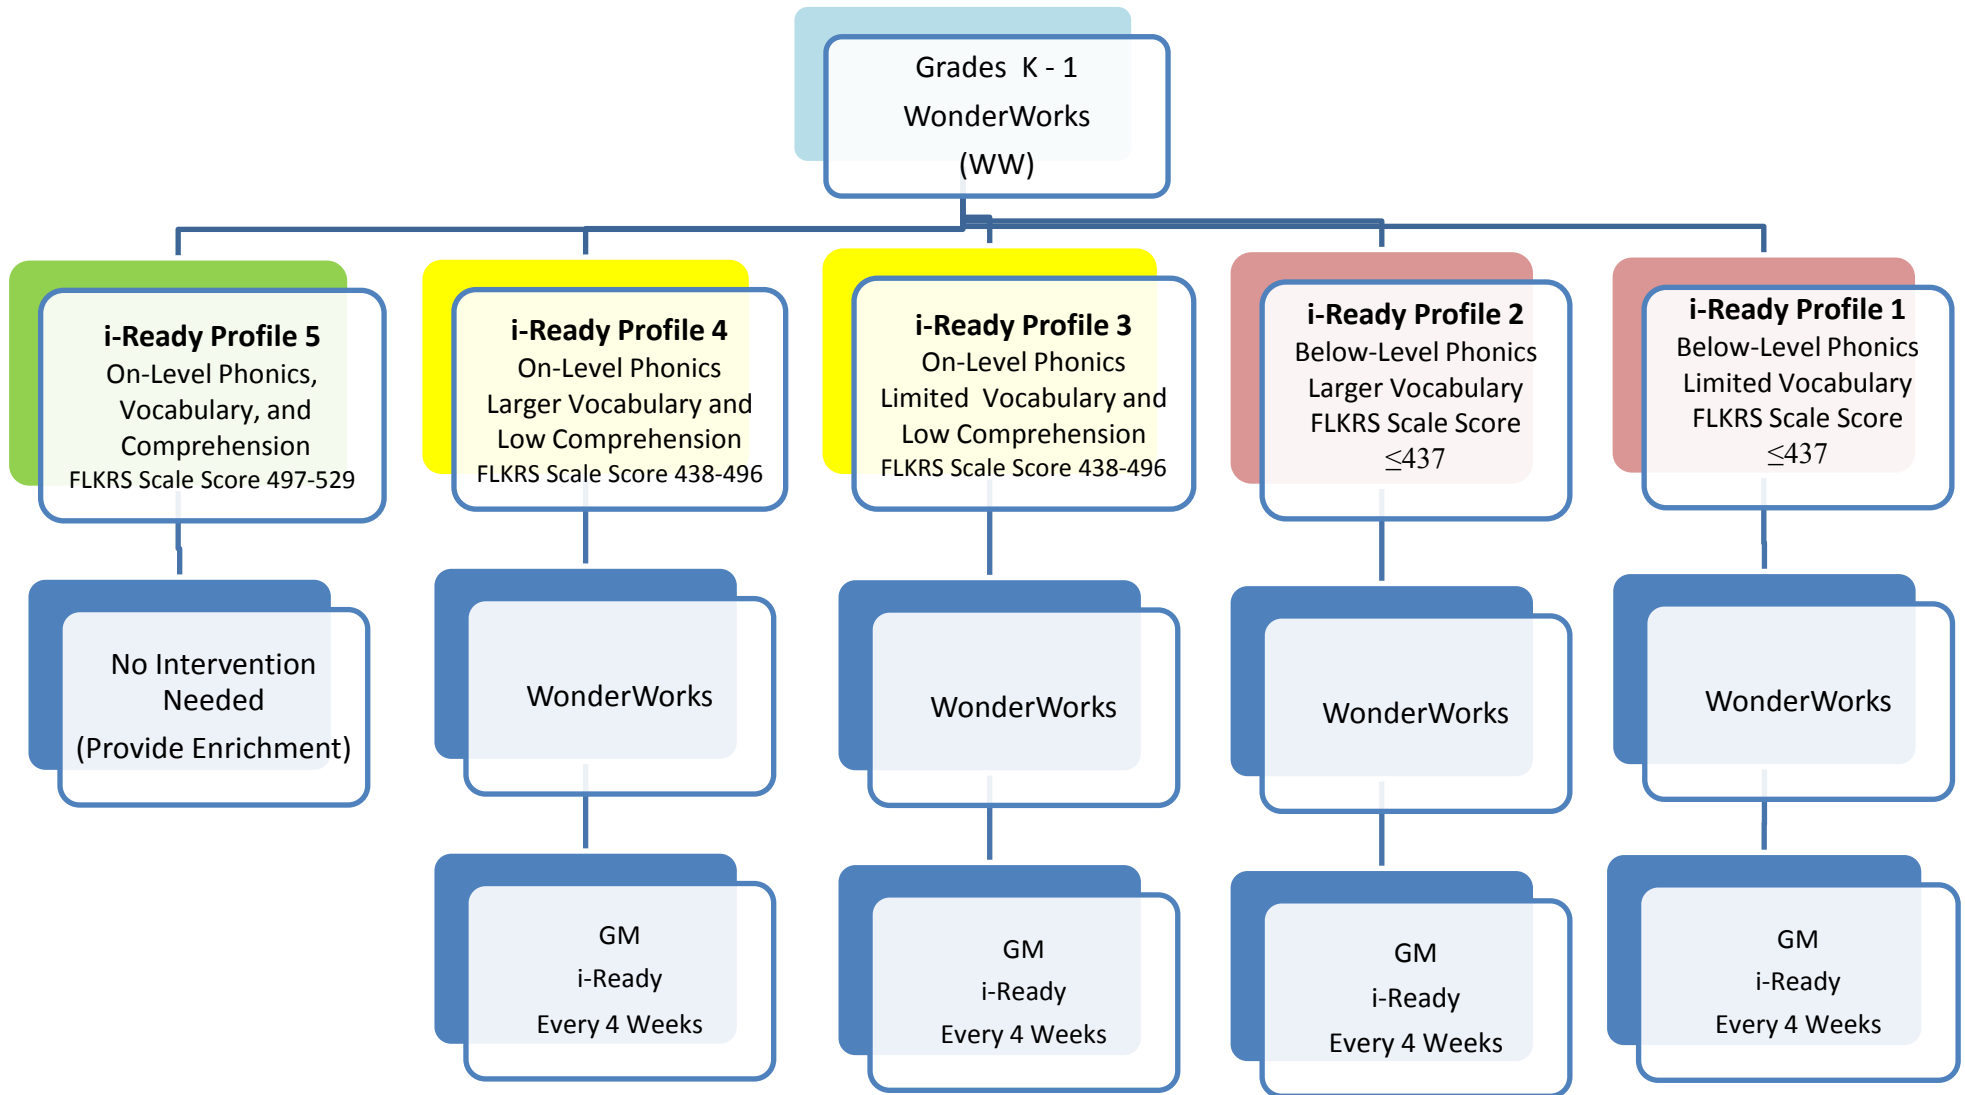 Grades K - 1
WonderWorks
(WW)
i-Ready Profile 5
On-Level Phonics,
Vocabulary, and
Comprehension
FLKRS Scale Score 497-529
i-Ready Profile 4
On-Level Phonics
Larger Vocabulary and
Low Comprehension
FLKRS Scale Score 438-496
i-Ready Profile 3
On-Level Phonics
Limited Vocabulary and
Low Comprehension
FLKRS Scale Score 438-496
i-Ready Profile 2
Below-Level Phonics
Larger Vocabulary
FLKRS Scale Score
≤437
i-Ready Profile 1
Below-Level Phonics
Limited Vocabulary
FLKRS Scale Score
≤437
No Intervention
Needed
(Provide Enrichment)
WonderWorks
WonderWorks
WonderWorks
WonderWorks
GM
i-Ready
Every 4 Weeks
GM
i-Ready
Every 4 Weeks
GM
i-Ready
Every 4 Weeks
GM
i-Ready
Every 4 Weeks